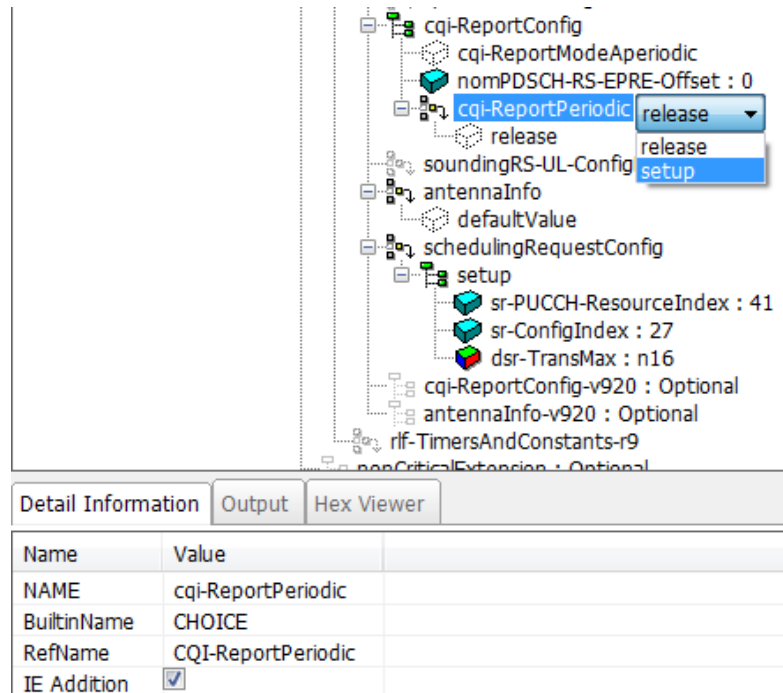 cqi-ReportConfig
cqi-ReportModeAperiodic
nomPDSCH-RS-EPRE-Offset : 0
cqi-ReportPeriodic release
release
release
setup
soundingRS-UL-Config
antennaInfo
defaultValue
schedulingRequestConfig
setup
sr-PUCCH-ResourceIndex : 41
sr-ConfigIndex : 27
dsr-TransMax : n16
cqi-ReportConfig-v920 : Optional
antennaInfo-v920 : Optional
rlf-TimersAndConstants-r9
nonCriticalExtension : Optional
Detail Information Output Hex Viewer
Name Value
NAME cqi-ReportPeriodic
BuiltinName CHOICE
RefName CQI-ReportPeriodic
IE Addition